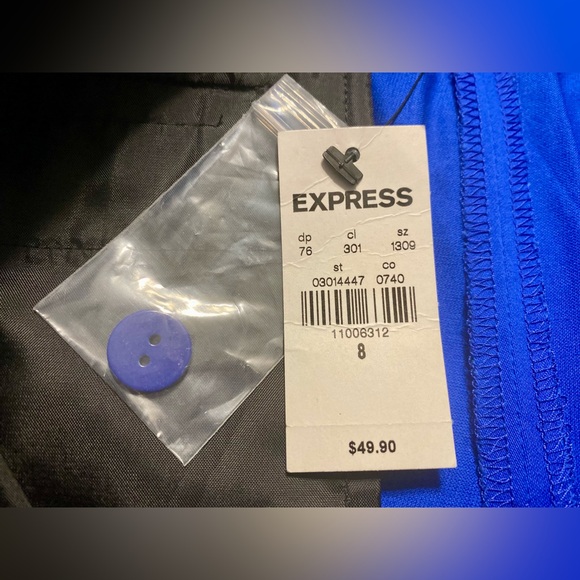 EXPRESS
dp cl sz
76 301 1309
st co
03014447 0740
11006312
8
$49.90